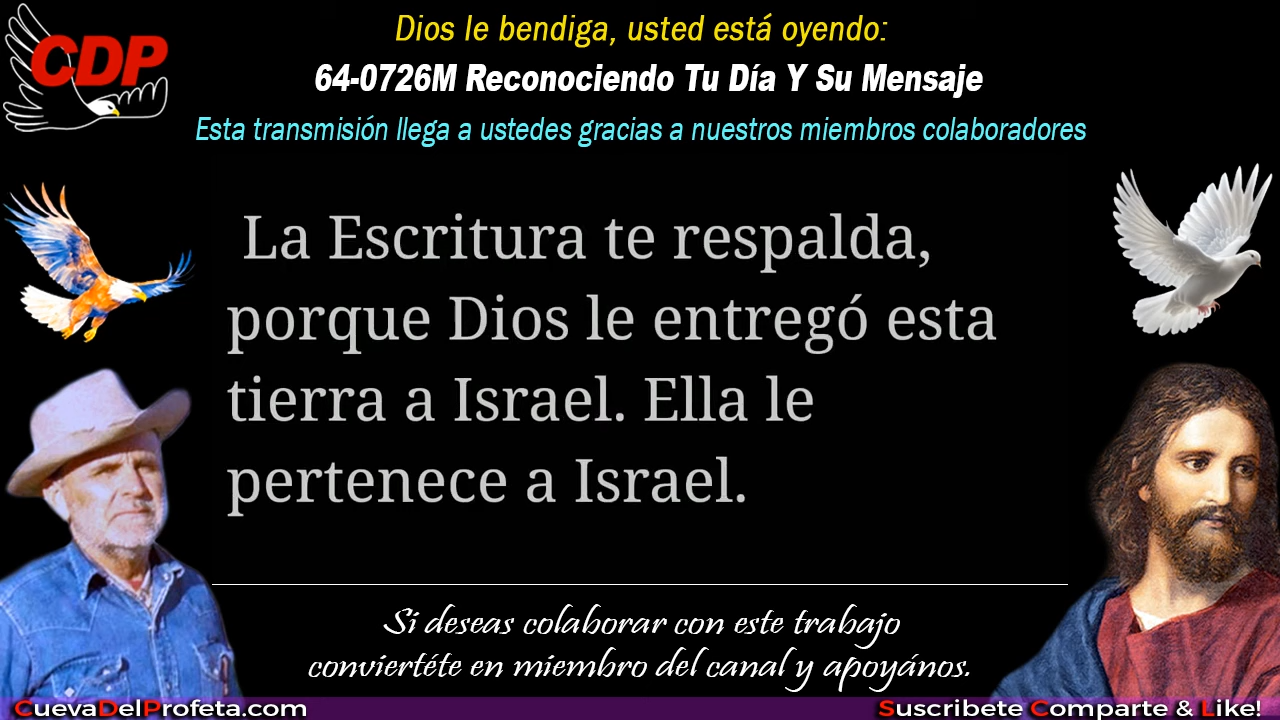 CDP
Dios le bendiga, usted está oyendo:
64-0726M Reconociendo Tu Día Y Su Mensaje
Esta transmisión llega a ustedes gracias a nuestros miembros colaboradores
La Escritura te respalda,
porque Dios le entregó esta
tierra a Israel. Ella le
pertenece a Israel.
Si deseas colaborar con este trabajo
conviertéte en miembro del canal y apoyános.
CuevaDelProfeta.com
Suscribete Comparte & Like!